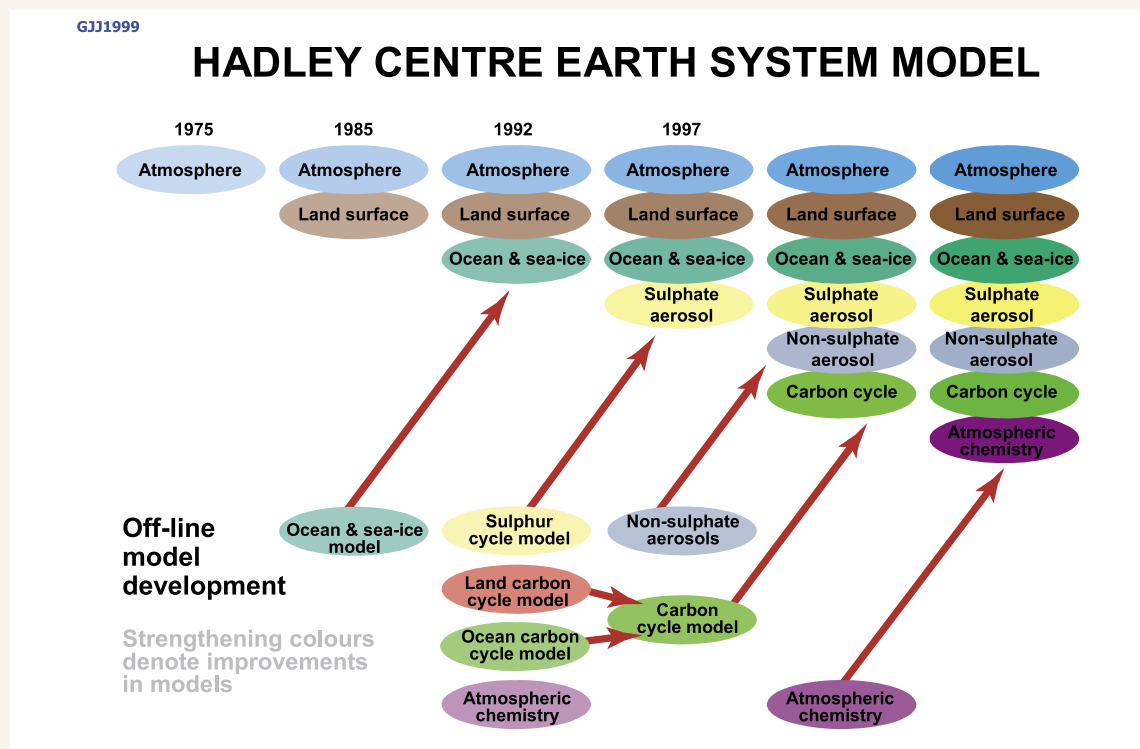 GJJ1999
HADLEY CENTRE EARTH SYSTEM MODEL
1975
1985
1992
1997
Atmosphere
Atmosphere
Atmosphere
Atmosphere
Atmosphere
Atmosphere
Land surface
Land surface
Land surface
Land surface
Land surface
Ocean & sea-ice
Ocean & sea-ice
Ocean & sea-ice
Ocean & sea-ice
Sulphate
aerosol
Sulphate
aerosol
Sulphate
aerosol
Non-sulphate
aerosol
Non-sulphate
aerosol
Carbon cycle
Carbon cycle
Atmospheric
chemistry
Off-line
model
development
Ocean & sea-ice
model
Sulphur
cycle model
Non-sulphate
aerosols
Land carbon
cycle model
Carbon
cycle model
Ocean carbon
cycle model
Strengthening colours
denote improvements
in models
Atmospheric
chemistry
Atmospheric
chemistry